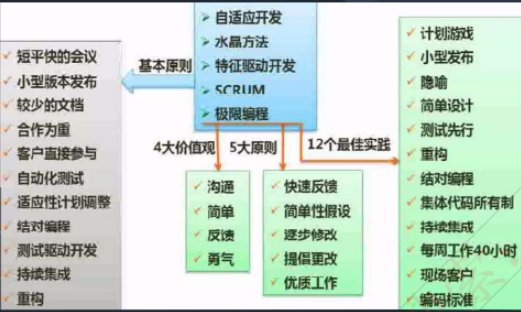 自适应开发
水晶方法
特征驱动开发
SCRUM
极限编程
基本原则
短平快的会议
小型版本发布
较少的文档
合作为重
客户直接参与
自动化测试
适应性计划调整
结对编程
测试驱动开发
持续集成
重构
4大价值观
5大原则
12个最佳实践
沟通
简单
反馈
勇气
快速反馈
简单性假设
逐步修改
提倡更改
优质工作
计划游戏
小型发布
隐喻
简单设计
测试先行
重构
结对编程
集体代码所有制
持续集成
每周工作40小时
现场客户
编码标准